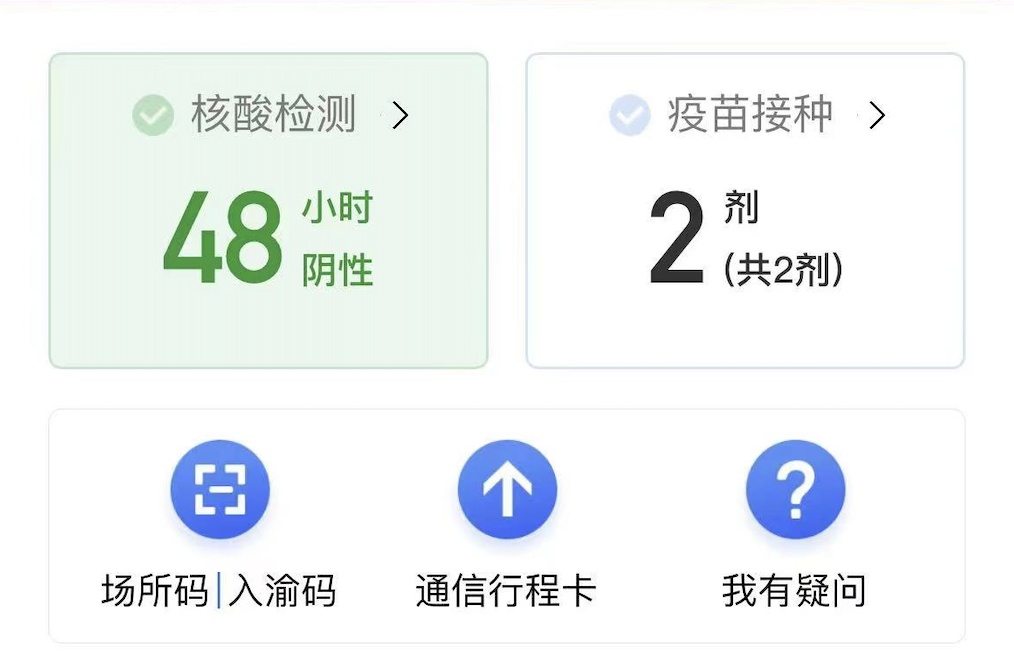 核酸检测
48 小时
阴性
疫苗接种
2 剂
(共2剂)
场所码|入渝码
通信行程卡
我有疑问